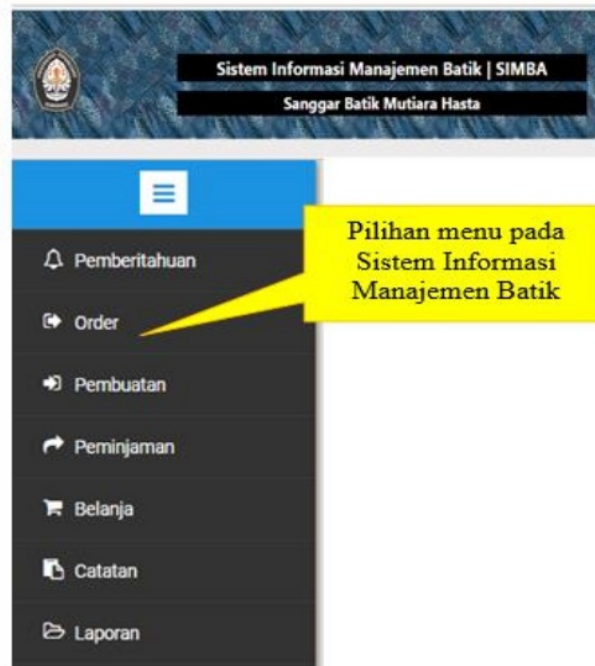 Sistem Informasi Manajemen Batik | SIMBA
Sanggar Batik Mutiara Hasta
Pilihan menu pada
Sistem Informasi
Manajemen Batik
Pemberitahuan
Order
Pembuatan
Peminjaman
Belanja
Catatan
Laporan